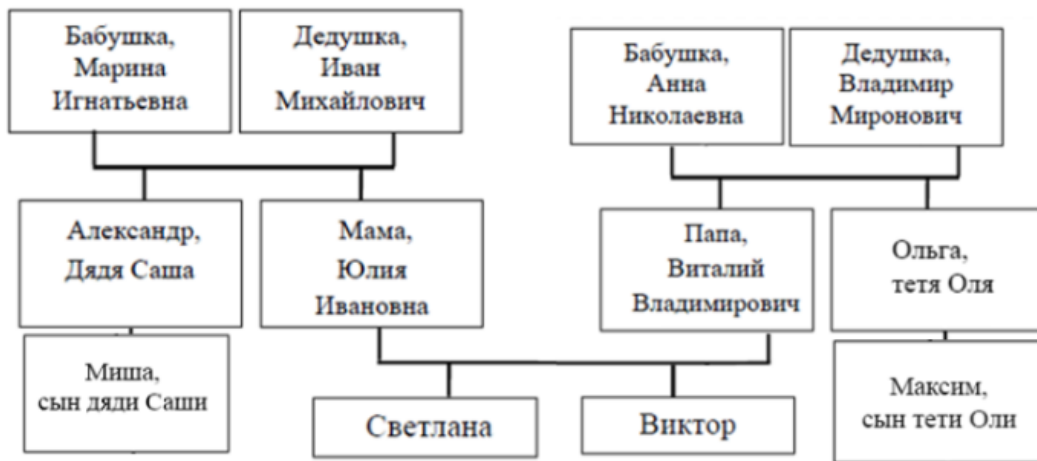 Бабушка,
Марина
Игнатьевна
Дедушка,
Иван
Михайлович
Бабушка,
Анна
Николаевна
Дедушка,
Владимир
Миронович
Александр,
Дядя Саша
Мама,
Юлия
Ивановна
Папа,
Виталий
Владимирович
Ольга,
тетя Оля
Миша,
сын дяди Саши
Светлана
Виктор
Максим,
сын тети Оли